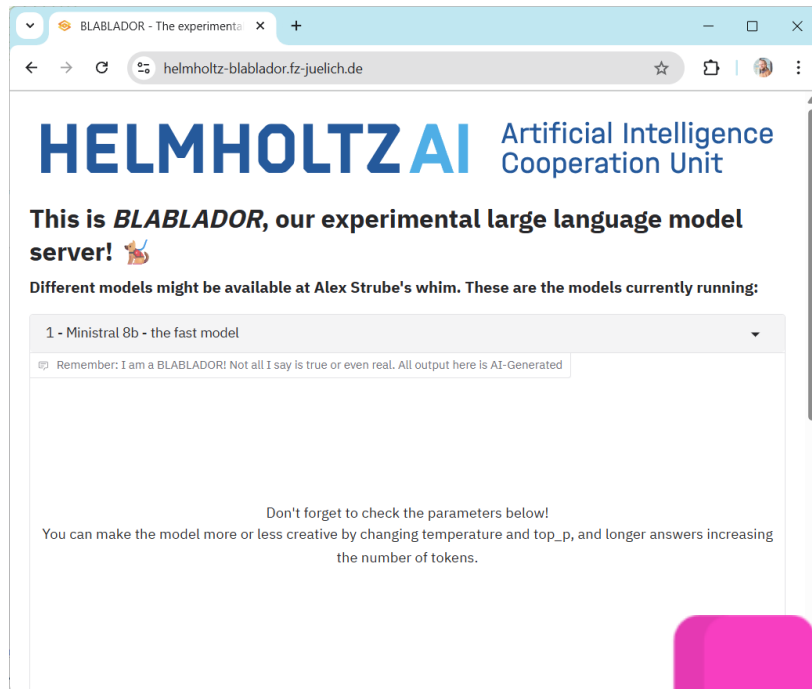 BLABLADOR - The experimenta
helmholtz-blablador.fz-juelich.de
HELMHOLTZ AI Artificial Intelligence
Cooperation Unit
This is BLABLADOR, our experimental large language model
server!
Different models might be available at Alex Strube's whim. These are the models currently running:
1 - Ministral 8b - the fast model
Remember: I am a BLABLADOR! Not all I say is true or even real. All output here is AI-Generated
Don't forget to check the parameters below!
You can make the model more or less creative by changing temperature and top_p, and longer answers increasing
the number of tokens.